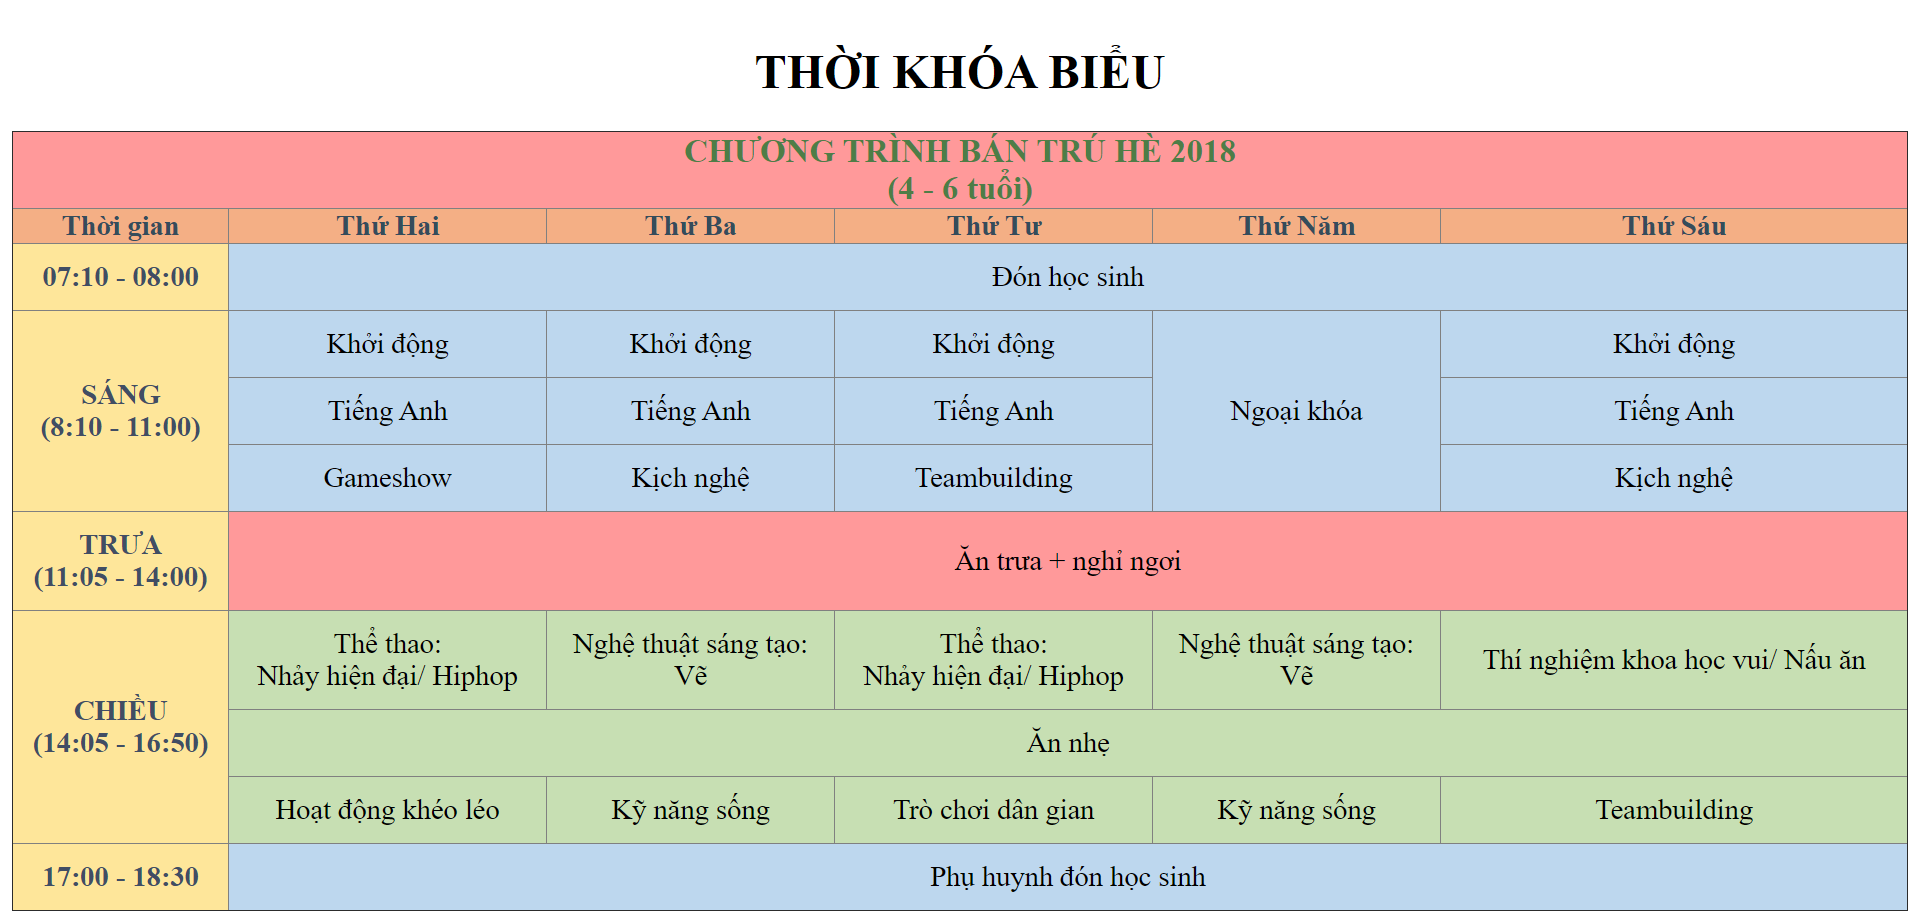 THỜI KHÓA BIỂU
CHƯƠNG TRÌNH BÁN TRÚ HÈ 2018
(4 - 6 tuổi)
Thời gian Thứ Hai Thứ Ba Thứ Tư Thứ Năm Thứ Sáu
07:10 - 08:00 Đón học sinh
SÁNG
(8:10 - 11:00)
Khởi động Khởi động Khởi động Khởi động
Tiếng Anh Tiếng Anh Tiếng Anh Ngoại khóa Tiếng Anh
Gameshow Kịch nghệ Teambuilding Kịch nghệ
TRƯA
(11:05 - 14:00)
Ăn trưa + nghỉ ngơi
CHIỀU
(14:05 - 16:50)
Thể thao:
Nhảy hiện đại/ Hiphop
Nghệ thuật sáng tạo:
Vẽ
Thể thao:
Nhảy hiện đại/ Hiphop
Nghệ thuật sáng tạo:
Vẽ
Thí nghiệm khoa học vui/ Nấu ăn
Ăn nhẹ
Hoạt động khéo léo Kỹ năng sống Trò chơi dân gian Kỹ năng sống Teambuilding
17:00 - 18:30 Phụ huynh đón học sinh